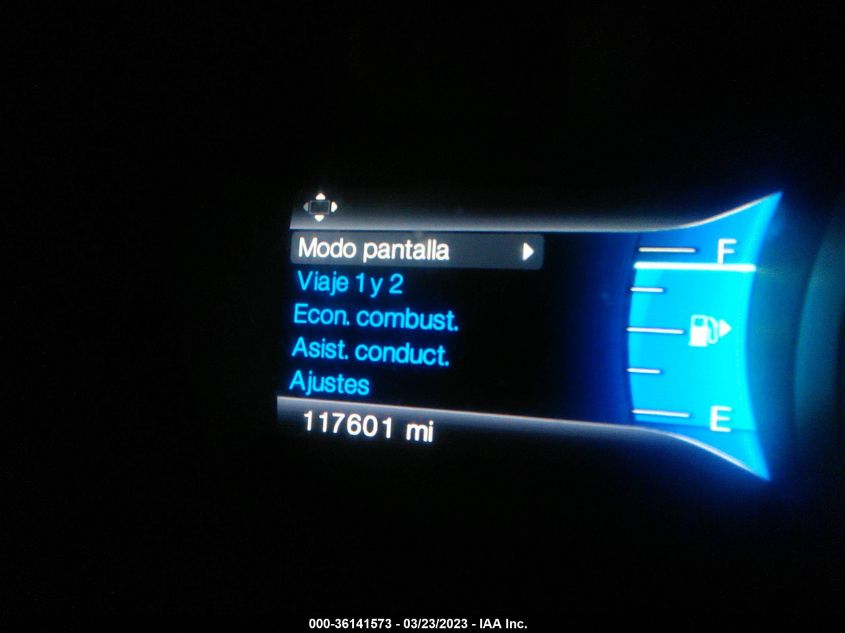 Modo pantalla
Viaje 1 y 2
Econ. combust.
Asist. conduct.
Ajustes
117601 mi
F
E
000-36141573 - 03/23/2023 - IAA Inc.